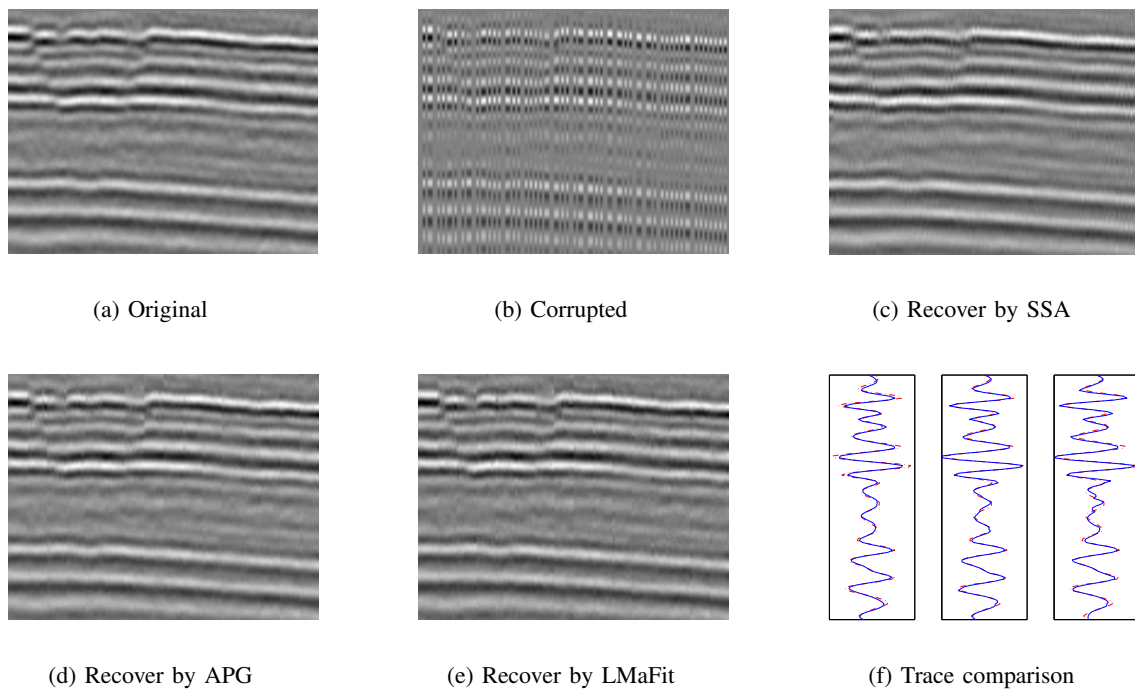 (a) Original
(b) Corrupted
(c) Recover by SSA
(d) Recover by APG
(e) Recover by LMaFit
(f) Trace comparison